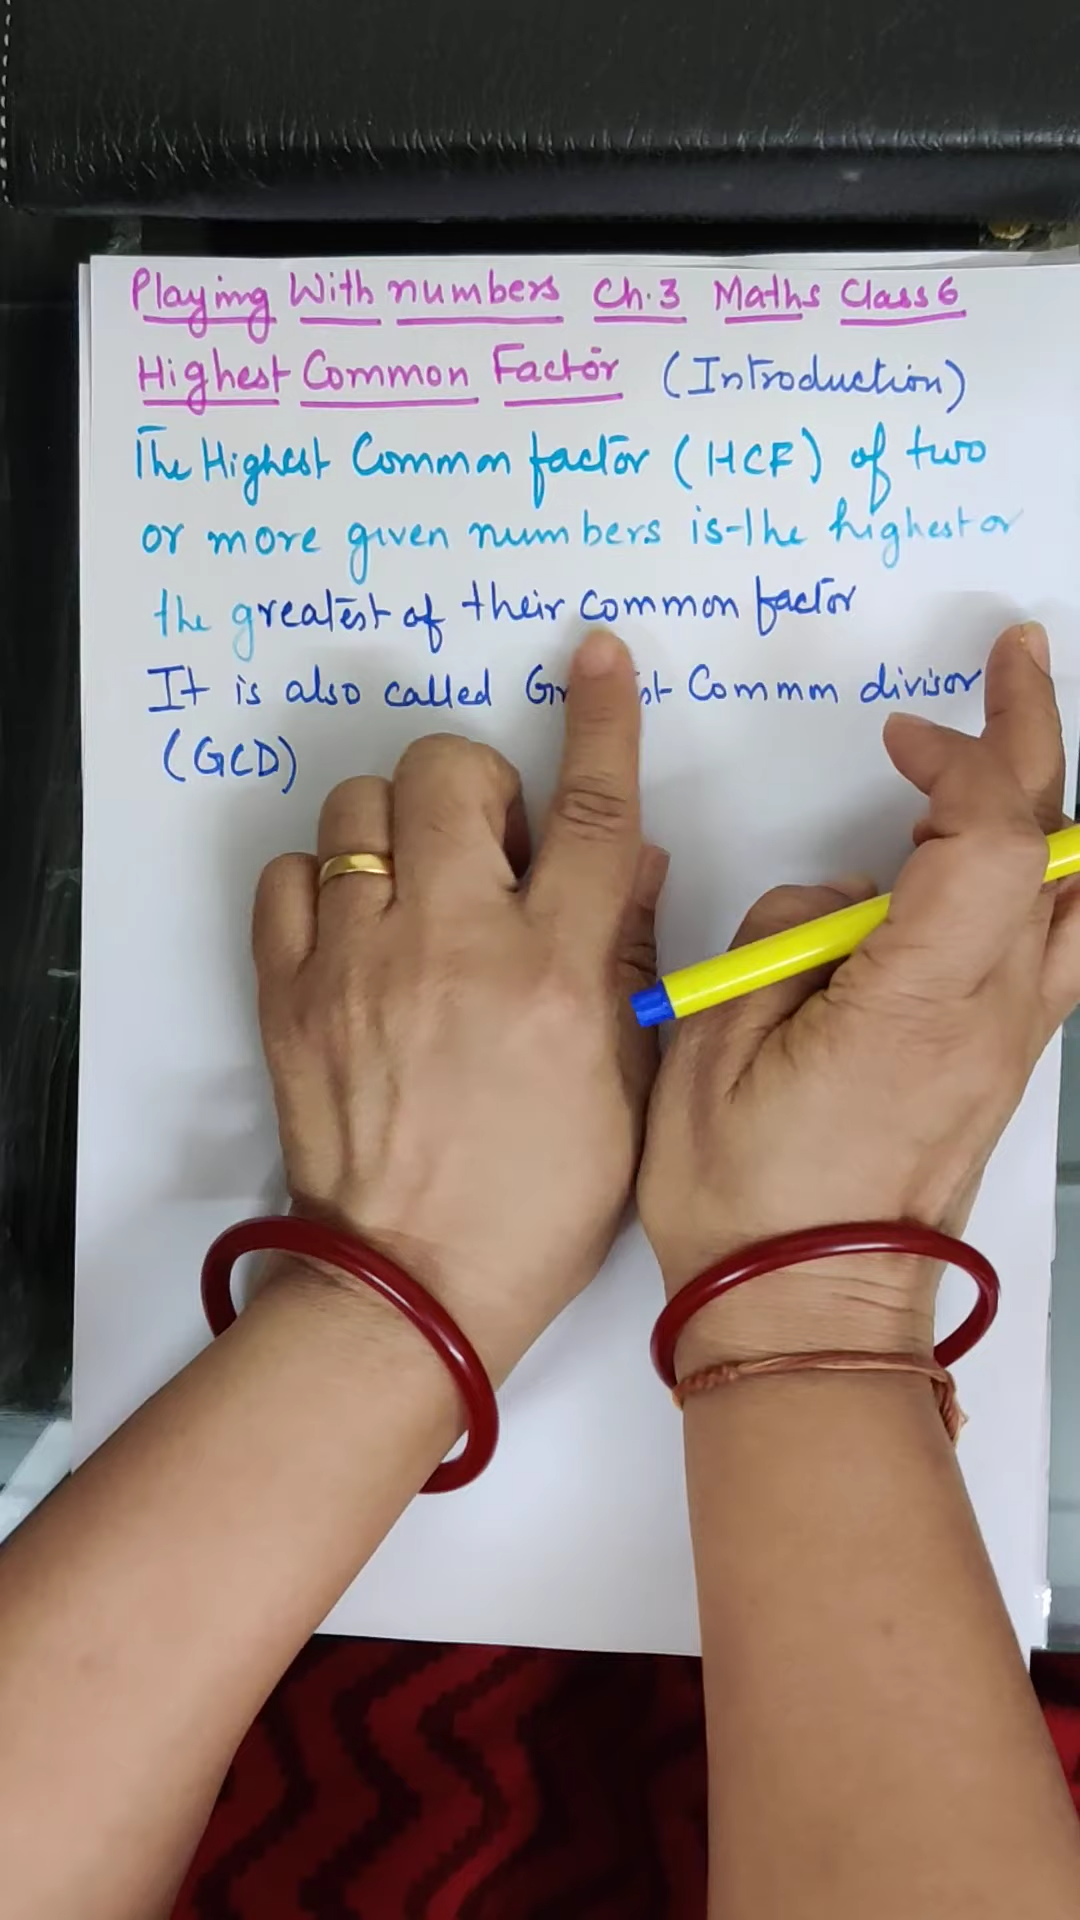 Playing With numbers Ch.3 Maths Class 6
Highest Common Factor (Introduction)
The Highest Common factor (HCF) of two
or more given numbers is the highest or
the greatest of their common factor
It is also called Common divisor
(GCD)